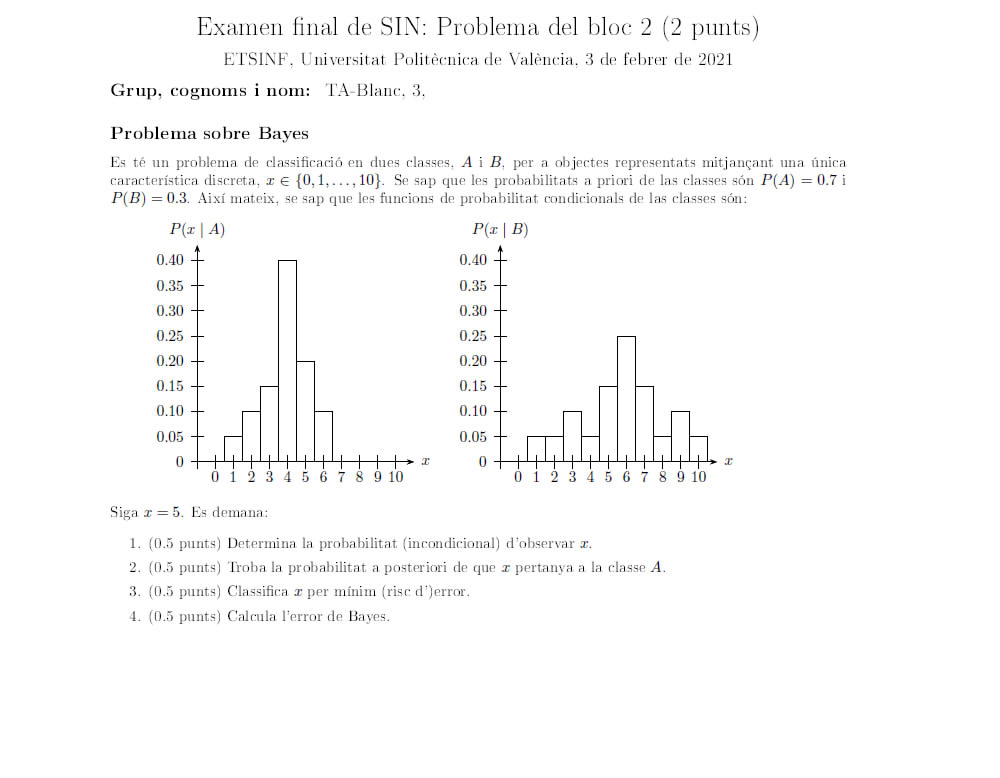 Examen final de SIN: Problema del bloc 2 (2 punts)
ETSINF, Universitat Politècnica de València, 3 de febrer de 2021
Grup, cognoms i nom: TA-Blanc, 3,
Problema sobre Bayes
Es té un problema de classificació en dues classes, A i B, per a objectes representats mitjançant una única
característica discreta, x ∈ {0, 1, . . . , 10}. Se sap que les probabilitats a priori de las classes són P(A) = 0.7 i
P(B) = 0.3. Així mateix, se sap que les funcions de probabilitat condicionals de las classes són:
P(x | A)
0.40
0.35
0.30
0.25
0.20
0.15
0.10
0.05
0
0 1 2 3 4 5 6 7 8 9 10
x
P(x | B)
0.40
0.35
0.30
0.25
0.20
0.15
0.10
0.05
0
0 1 2 3 4 5 6 7 8 9 10
x
Siga x = 5. Es demana:
1. (0.5 punts) Determina la probabilitat (incondicional) d'observar x.
2. (0.5 punts) Troba la probabilitat a posteriori de que x pertanya a la classe A.
3. (0.5 punts) Classifica x per mínim (risc d')error.
4. (0.5 punts) Calcula l'error de Bayes.